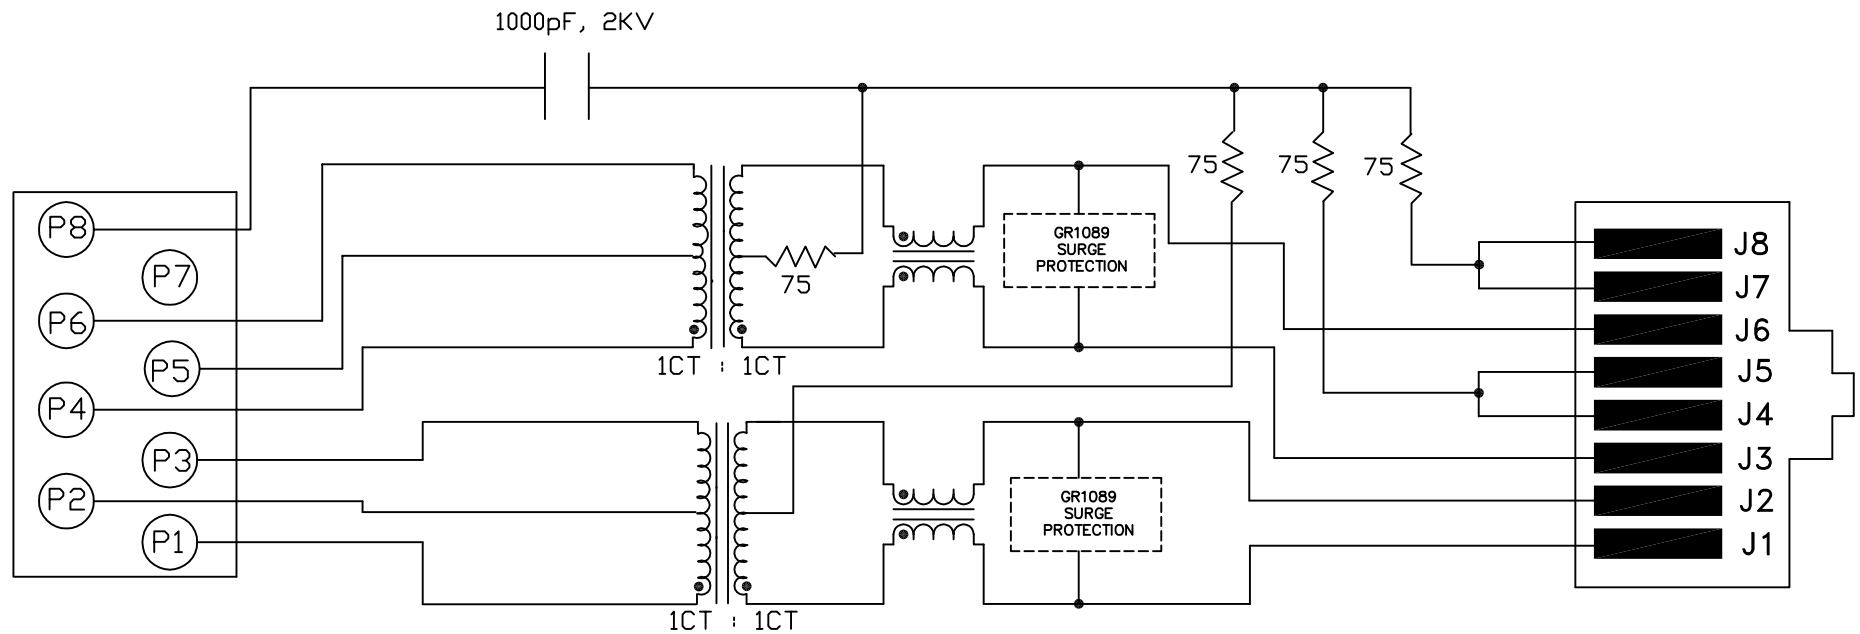 1000pF, 2KV
P8
P7
P6
P5
P4
P3
P2
P1
75
1CT : 1CT
1CT : 1CT
GR1089
SURGE
PROTECTION
GR1089
SURGE
PROTECTION
75
75
75
J8
J7
J6
J5
J4
J3
J2
J1